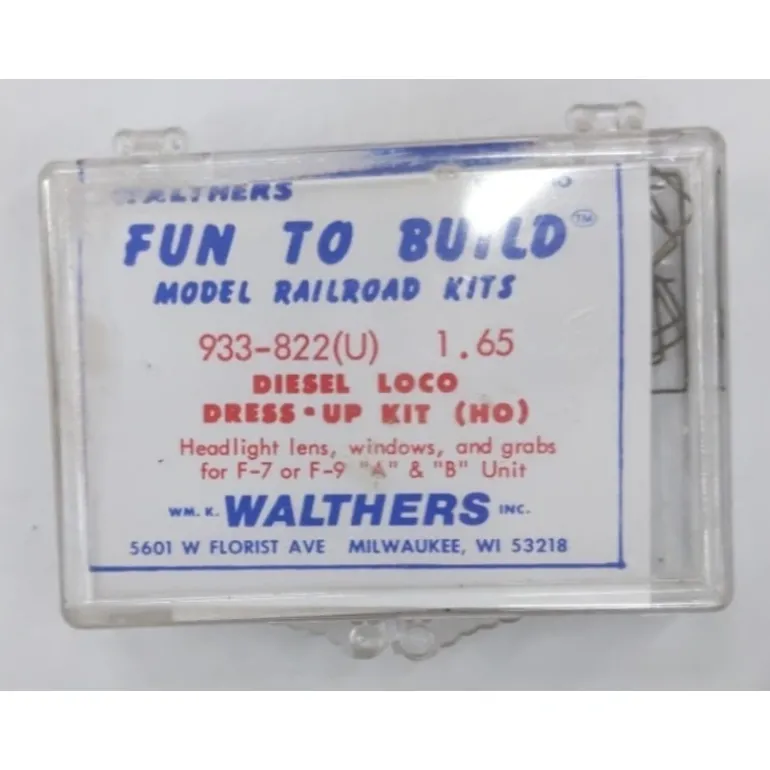 WALTHERS
FUN TO BUILD™
MODEL RAILROAD KITS
933-822(U) 1.65
DIESEL LOCO
DRESS·UP KIT (HO)
Headlight lens, windows, and grabs
for F-7 or F-9 "A" & "B" Unit
WM. K. WALTHERS INC.
5601 W FLORIST AVE MILWAUKEE, WI 53218